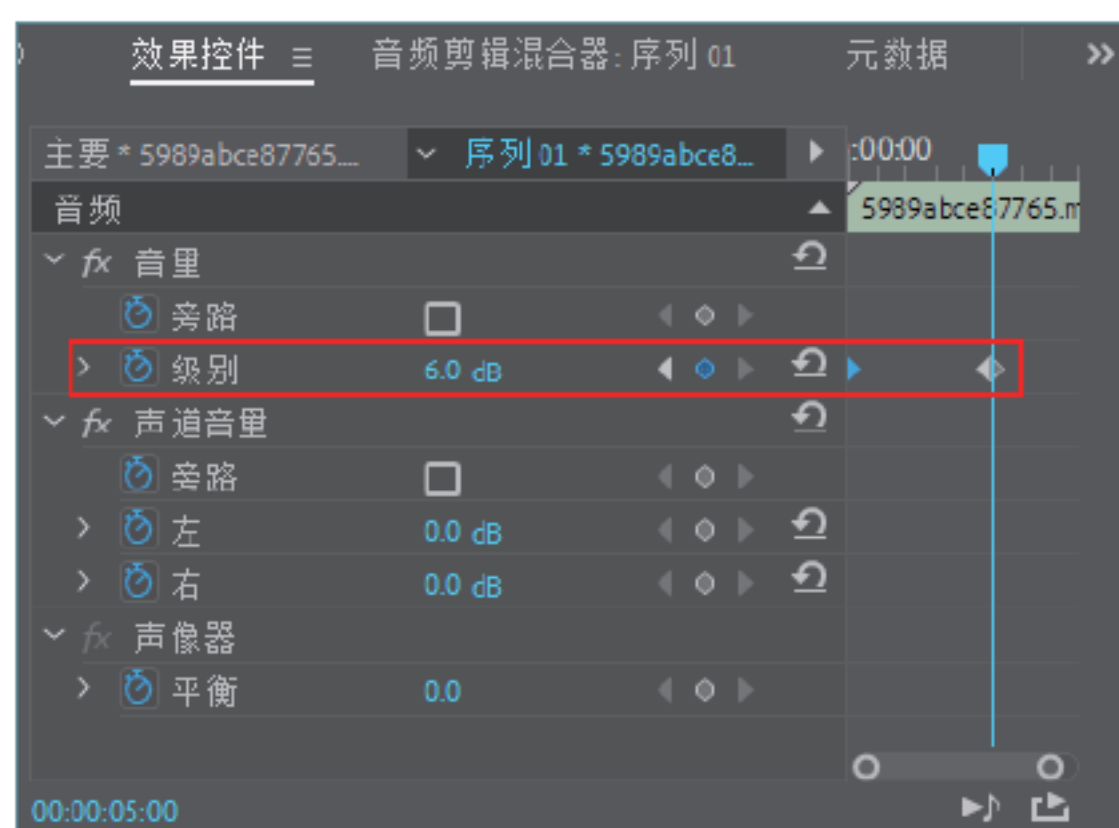 效果控件 音频剪辑混合器: 序列 01 元数据
主要 * 5989abce87765.... 序列 01 * 5989abce8... :00:00
音频 5989abce87765.m
fx 音量
旁路
级别 6.0 dB
fx 声道音量
旁路
左 0.0 dB
右 0.0 dB
fx 声像器
平衡 0.0
00:00:05:00